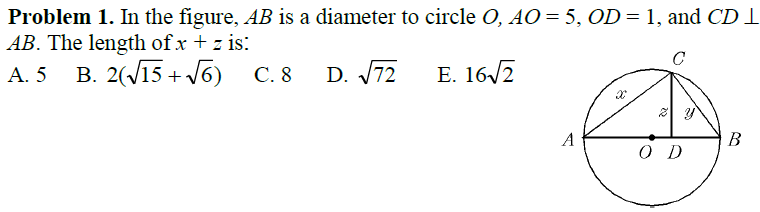 Problem 1. In the figure, AB is a diameter to circle O, AO = 5, OD = 1, and CD ⊥
AB. The length of x + z is:
A. 5 B. 2(√15 + √6) C. 8 D. √72 E. 16√2
C
x
z y
A B
O D